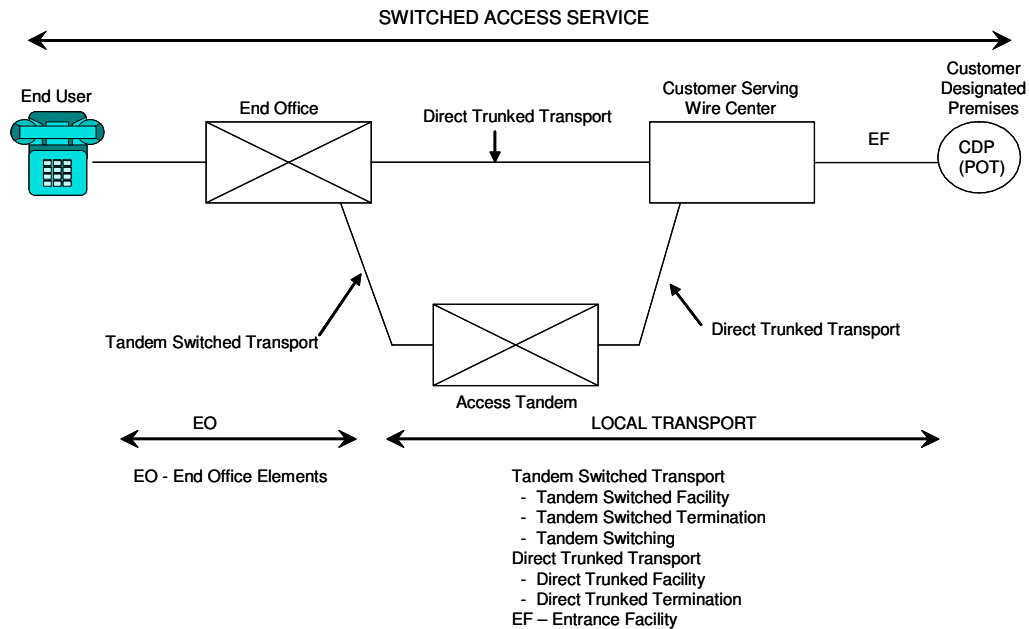 SWITCHED ACCESS SERVICE
End User
End Office
Direct Trunked Transport
Customer Serving
Wire Center
EF
Customer
Designated
Premises
CDP
(POT)
Tandem Switched Transport
Access Tandem
Direct Trunked Transport
EO
LOCAL TRANSPORT
EO - End Office Elements
Tandem Switched Transport
- Tandem Switched Facility
- Tandem Switched Termination
- Tandem Switching
Direct Trunked Transport
- Direct Trunked Facility
- Direct Trunked Termination
EF – Entrance Facility